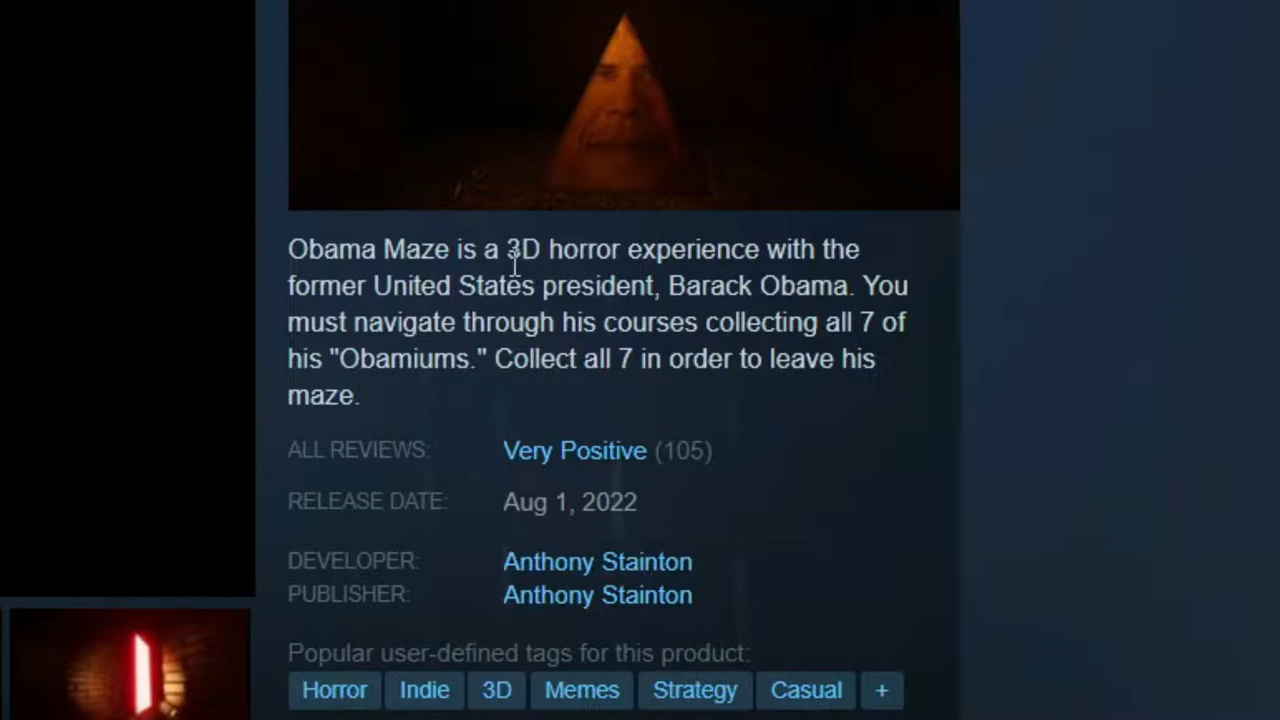 Obama Maze is a 3D horror experience with the
former United States president, Barack Obama. You
must navigate through his courses collecting all 7 of
his "Obamiums." Collect all 7 in order to leave his
maze.
ALL REVIEWS: Very Positive (105)
RELEASE DATE: Aug 1, 2022
DEVELOPER: Anthony Stainton
PUBLISHER: Anthony Stainton
Popular user-defined tags for this product:
Horror Indie 3D Memes Strategy Casual +